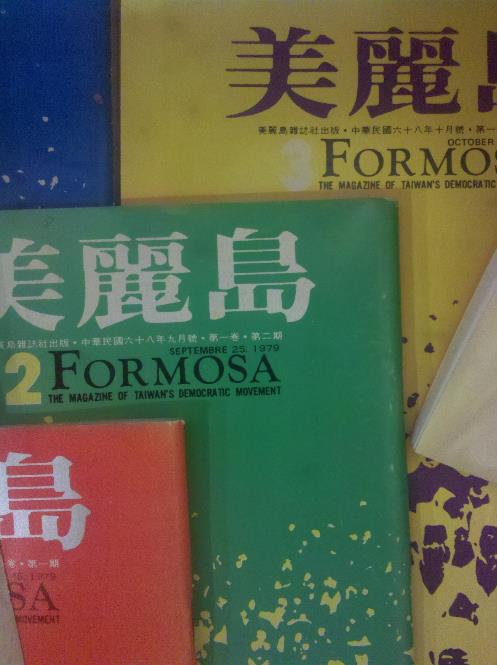 美麗島
美麗島雜誌社出版・中華民國六十八年十月號・第一
OCTOBER
3 FORMOS
THE MAGAZINE OF TAIWAN'S DEMOCRATIC
美麗島
麗島雜誌社出版・中華民國六十八年九月號・第一卷・第二期
SEPTEMBRE 25. 1979
2 FORMOSA
THE MAGAZINE OF TAIWAN'S DEMOCRATIC MOVEMENT
島
卷・第一期
1979
SA
MOVEMENT